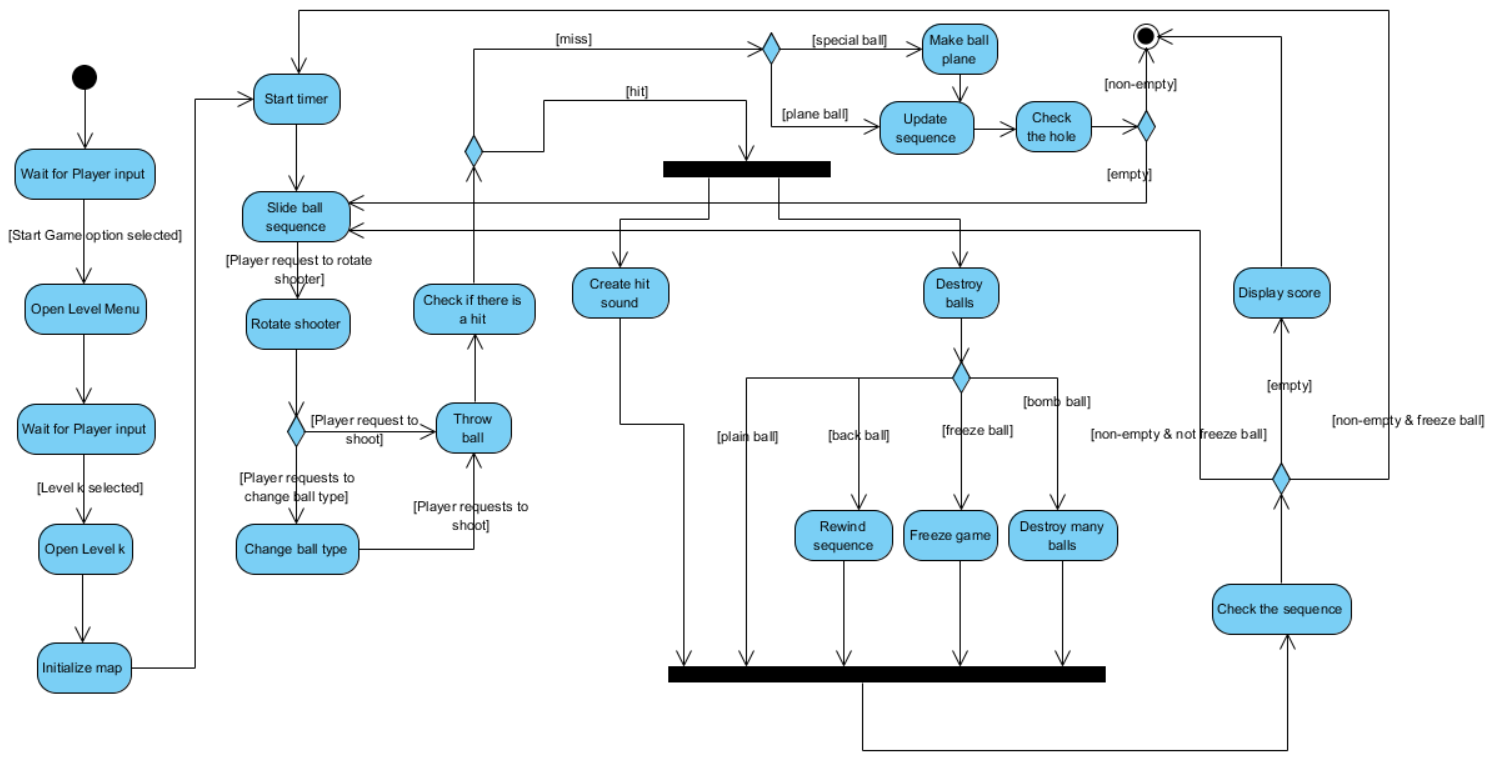 Wait for Player input
[Start Game option selected]
Open Level Menu
Wait for Player input
[Level k selected]
Open Level k
Initialize map
Start timer
Slide ball
sequence
[Player request to rotate
shooter]
Rotate shooter
[Player request to
shoot]
[Player requests to
change ball type]
Change ball type
[Player requests to
shoot]
Throw
ball
Check if there is
a hit
[miss]
[hit]
[special ball]
Make ball
plane
[plane ball]
Update
sequence
Check
the hole
[non-empty]
[empty]
Create hit
sound
Destroy
balls
[plain ball]
[back ball]
[freeze ball]
[bomb ball]
Rewind
sequence
Freeze game
Destroy many
balls
Check the sequence
[non-empty & not freeze ball]
[non-empty & freeze ball]
[empty]
Display score